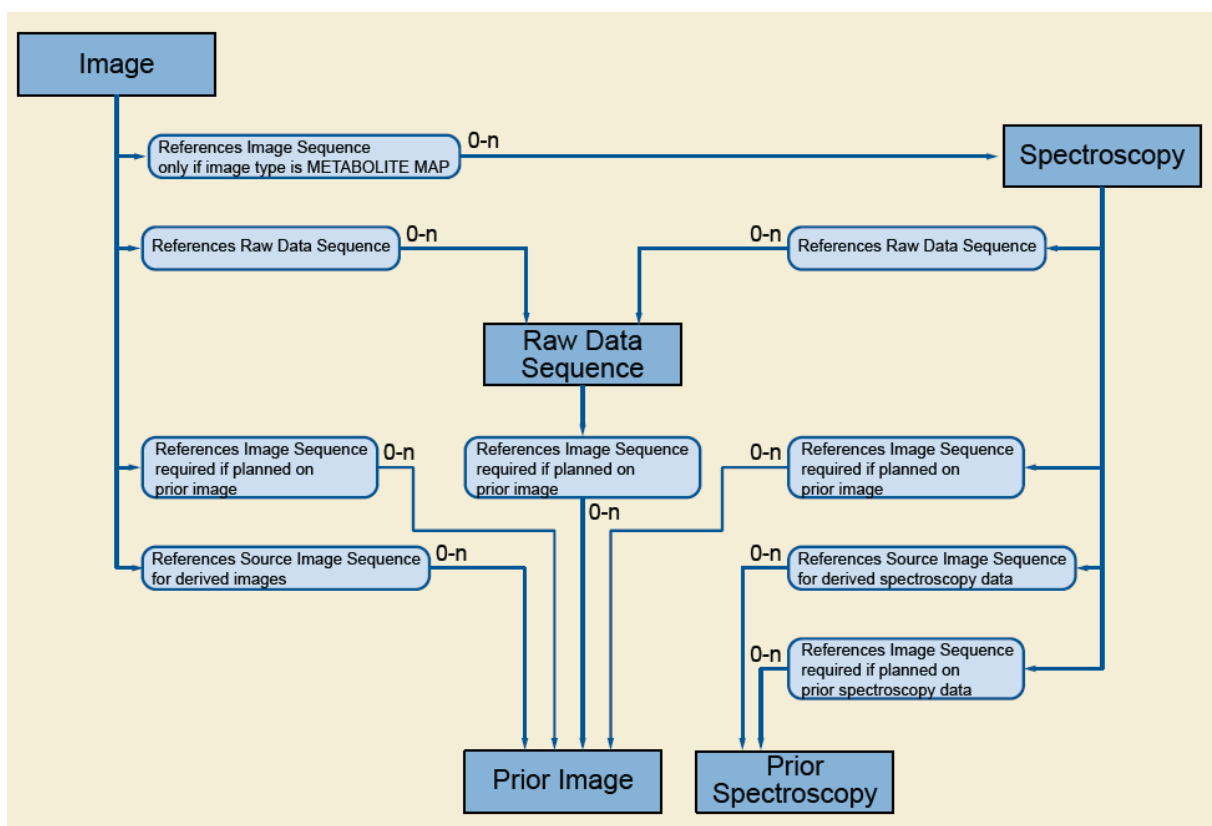 Image
References Image Sequence
only if image type is METABOLITE MAP
0-n
Spectroscopy
References Raw Data Sequence
0-n
0-n
References Raw Data Sequence
Raw Data
Sequence
References Image Sequence
required if planned on
prior image
0-n
References Image Sequence
required if planned on
prior image
0-n
0-n
References Image Sequence
required if planned on
prior image
References Source Image Sequence
for derived images
0-n
0-n
References Source Image Sequence
for derived spectroscopy data
0-n
References Image Sequence
required if planned on
prior spectroscopy data
Prior Image
Prior
Spectroscopy